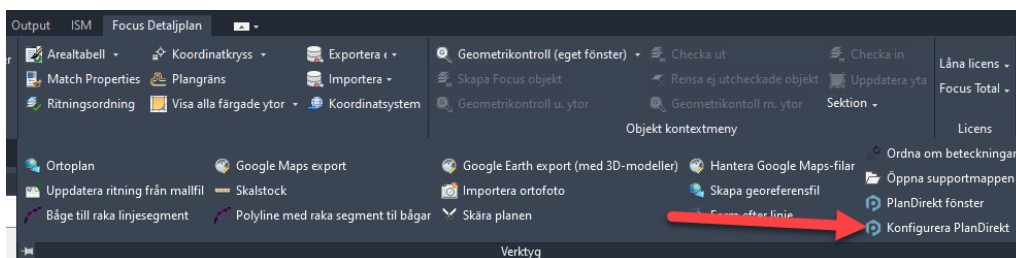 Output ISM Focus Detaljplan
er Arealtabell Koordinatkryss Exportera Geometrikontroll (eget fönster) Checka ut Checka in Låna licens
Match Properties Plangräns Importera Skapa Focus objekt Rensa ej utcheckade objekt Uppdatera yta Focus Total
Ritningsordning Visa alla färgade ytor Koordinatsystem Geometrikontroll u. ytor Geometrikontoll m. ytor Sektion
Objekt kontextmeny Licens
Ortoplan Google Maps export Google Earth export (med 3D-modeller) Hantera Google Maps-filar Ordna om beteckningar
Uppdatera ritning från mallfil Skalstock Importera ortofoto Skapa georeferensfil Öppna supportmappen
Båge till raka linjesegment Polyline med raka segment til bågar Skära planen Form efter linje PlanDirekt fönster
Konfigurera PlanDirekt
Verktyg